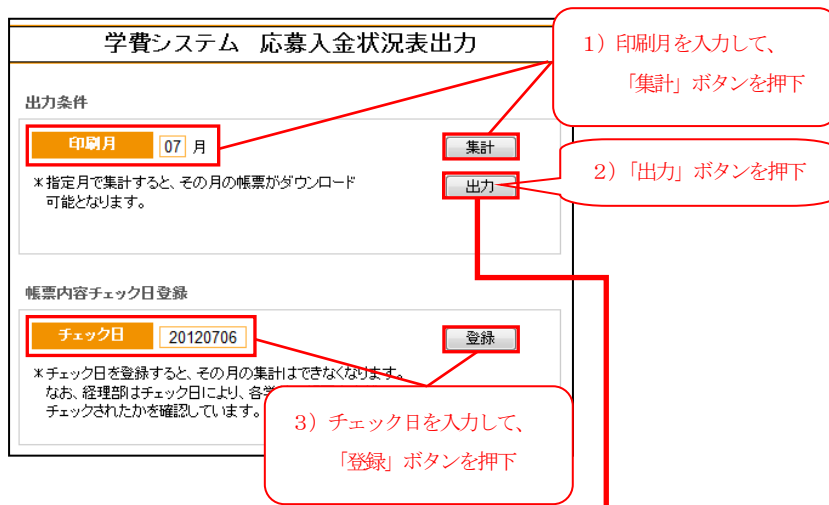 学費システム 応募入金状況表出力
1）印刷月を入力して、
「集計」ボタンを押下
出力条件
印刷月 07 月 集計
2）「出力」ボタンを押下
＊指定月で集計すると、その月の帳票がダウンロード 出力
可能となります。
帳票内容チェック日登録
チェック日 20120706 登録
＊チェック日を登録すると、その月の集計はできなくなります。
なお、経理部はチェック日により、各
チェックされたかを確認しています。
3）チェック日を入力して、
「登録」ボタンを押下